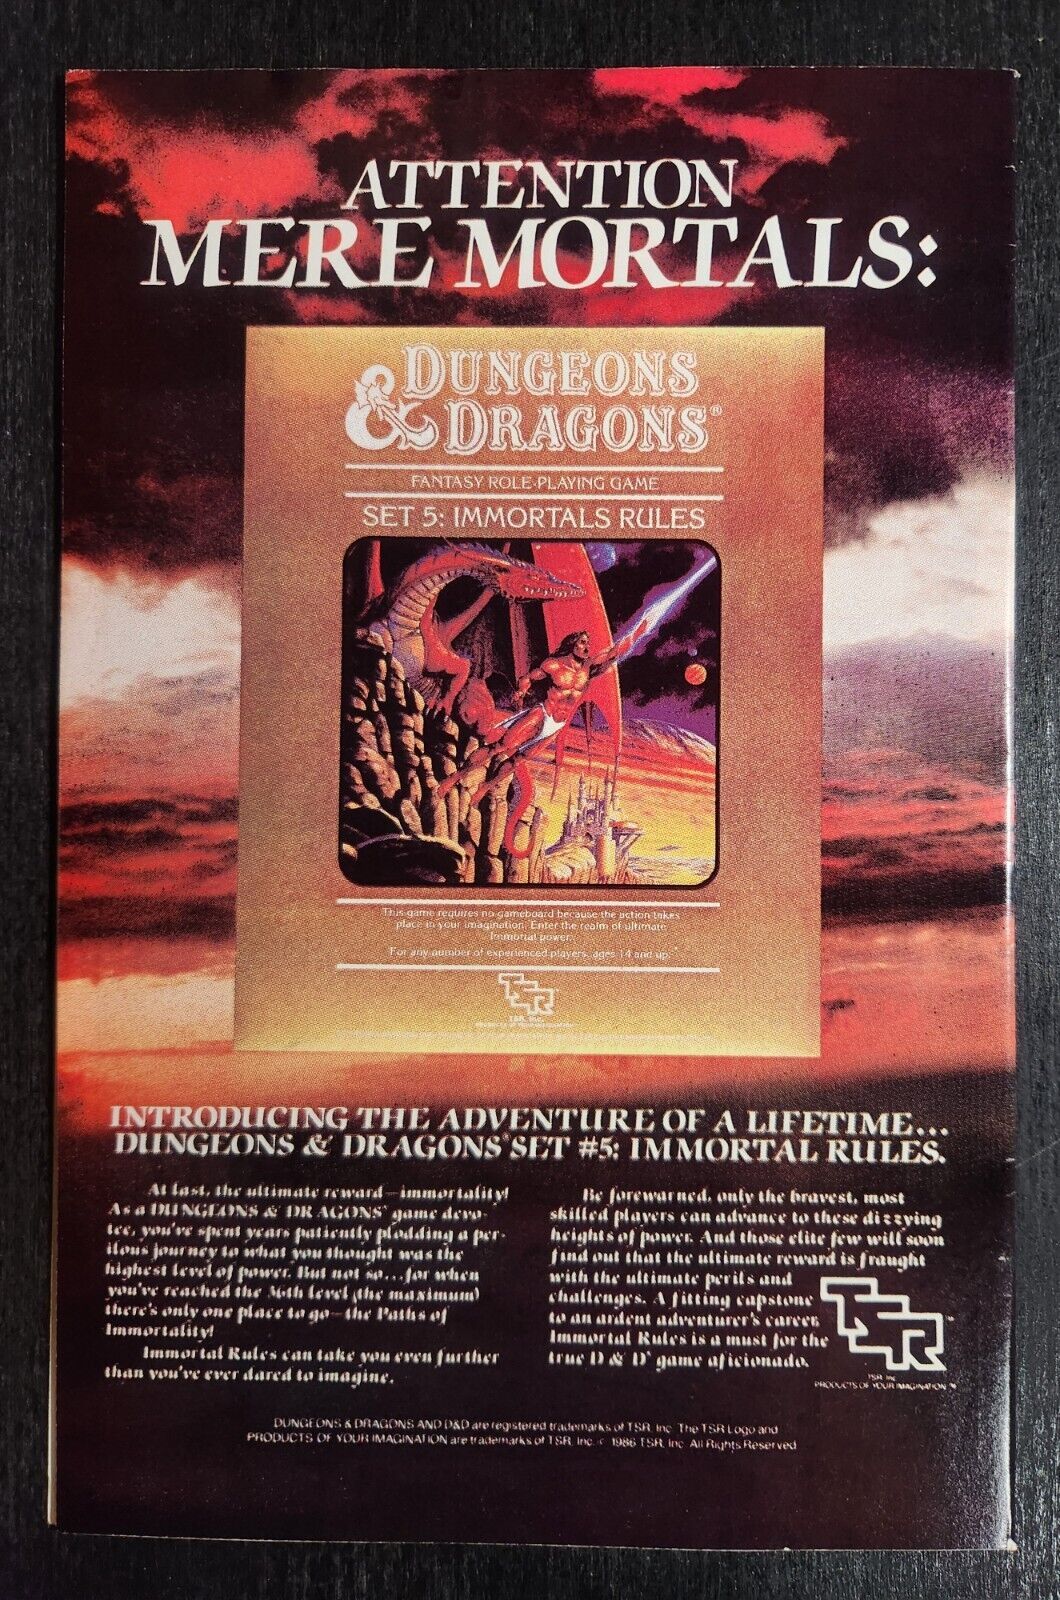 ATTENTION
MERE MORTALS:
DUNGEONS
& DRAGONS®
FANTASY ROLE-PLAYING GAME
SET 5: IMMORTALS RULES
This game requires no gameboard because the action takes
place in your imagination. Enter the realm of ultimate
Immortal power.
For any number of experienced players, ages 14 and up.
TSR
TSR, Inc.
PRODUCTS OF YOUR IMAGINATION
INTRODUCING THE ADVENTURE OF A LIFETIME...
DUNGEONS & DRAGONS® SET #5: IMMORTAL RULES.
At last, the ultimate reward—immortality!
As a DUNGEONS & DRAGONS® game devo-
tee, you've spent years patiently plodding a per-
ilous journey to what you thought was the
highest level of power. But not so...for when
you've reached the 36th level (the maximum)
there's only one place to go—the Paths of
Immortality!
Immortal Rules can take you even further
than you've ever dared to imagine.
Be forewarned, only the bravest, most
skilled players can advance to these dizzying
heights of power. And those elite few will soon
find out that the ultimate reward is fraught
with the ultimate perils and
challenges. A fitting capstone
to an ardent adventurer's career,
Immortal Rules is a must for the
true D & D® game aficionado.
TSR™
TSR, Inc.
PRODUCTS OF YOUR IMAGINATION™
DUNGEONS & DRAGONS AND D&D are registered trademarks of TSR, Inc. The TSR Logo and
PRODUCTS OF YOUR IMAGINATION are trademarks of TSR, Inc. © 1986 TSR, Inc. All Rights Reserved